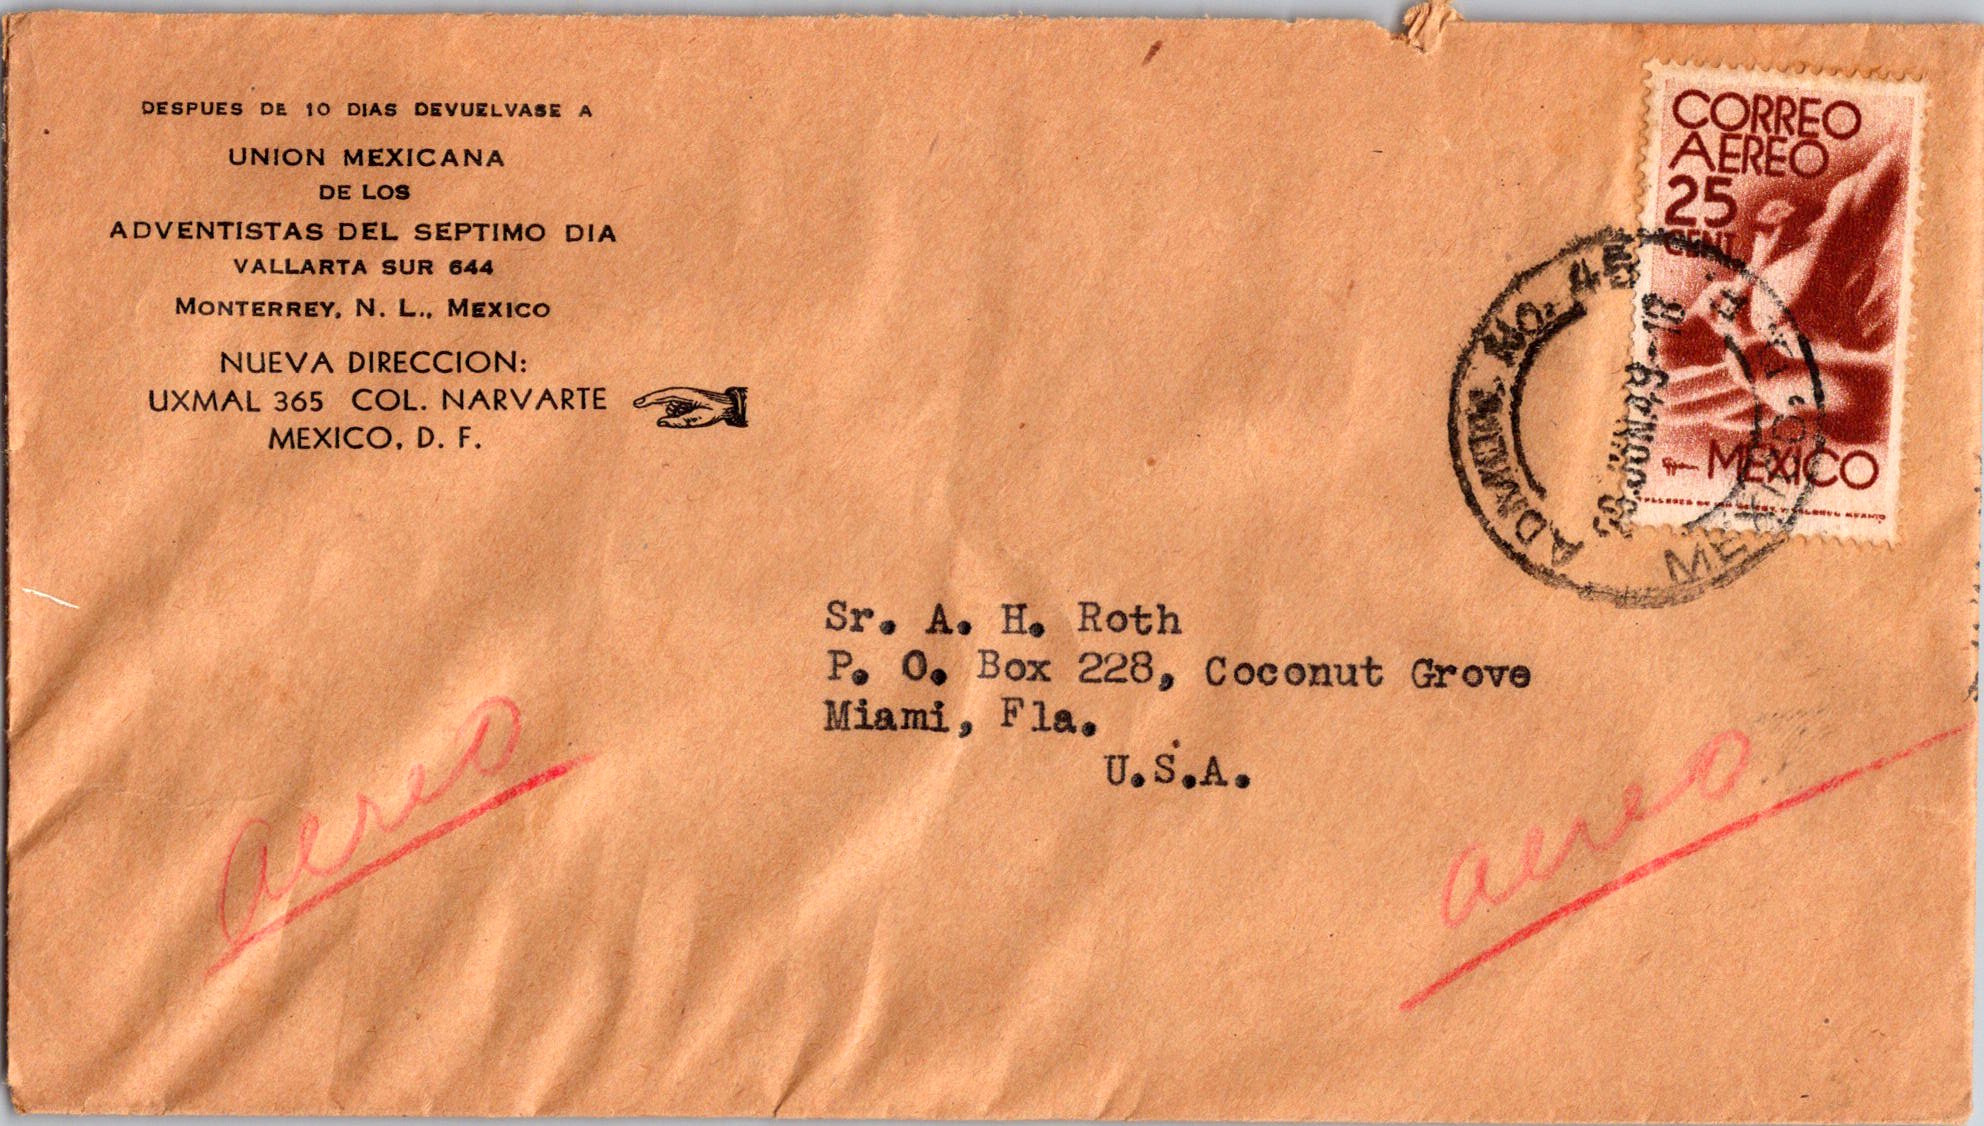 DESPUES DE 10 DIAS DEVUELVASE A
UNION MEXICANA
DE LOS
ADVENTISTAS DEL SEPTIMO DIA
VALLARTA SUR 644
MONTERREY, N. L., MEXICO
NUEVA DIRECCION:
UXMAL 365 COL. NARVARTE
MEXICO, D. F.
CORREO
AEREO
25
CENT.
MEXICO
Sr. A. H. Roth
P. O. Box 228, Coconut Grove
Miami, Fla.
U.S.A.
aereo
aereo